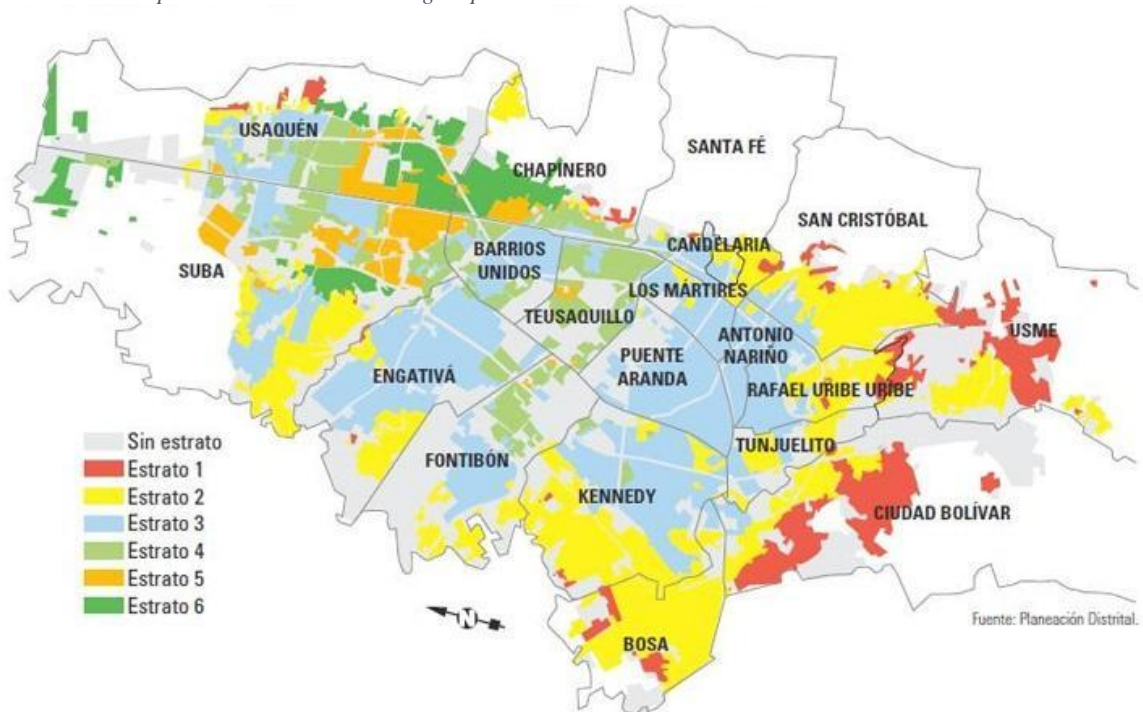 USAQUÉN
CHAPINERO
SANTA FÉ
SAN CRISTÓBAL
CANDELARIA
BARRIOS
UNIDOS
SUBA
LOS MÁRTIRES
TEUSAQUILLO
ANTONIO
NARIÑO
USME
PUENTE
ARANDA
ENGATIVÁ
RAFAEL URIBE URIBE
TUNJUELITO
FONTIBÓN
KENNEDY
CIUDAD BOLÍVAR
BOSA
Sin estrato
Estrato 1
Estrato 2
Estrato 3
Estrato 4
Estrato 5
Estrato 6
N
Fuente: Planeación Distrital.